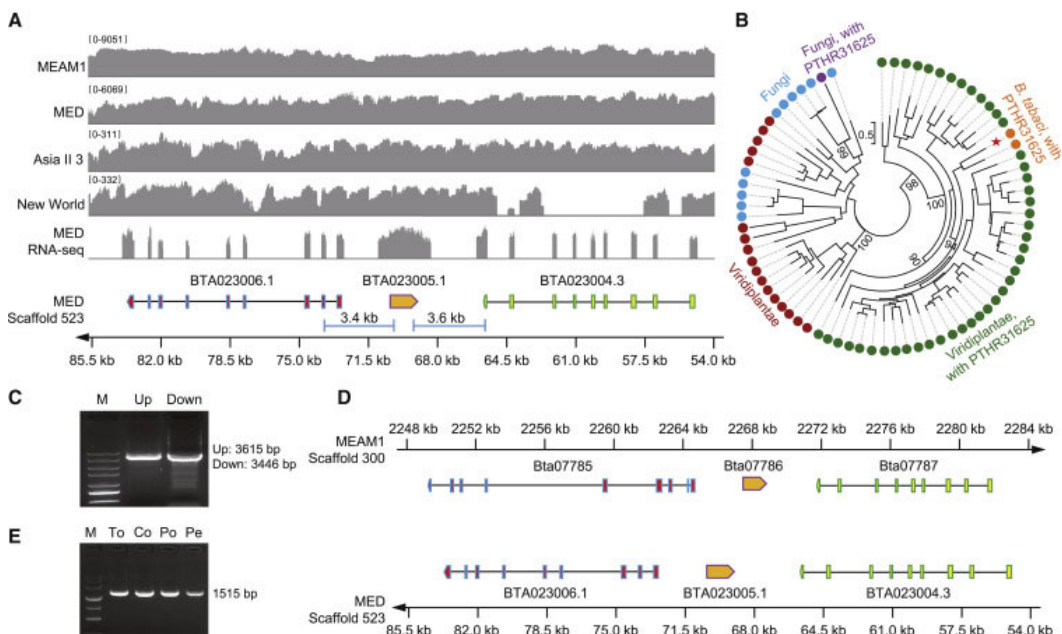 A
[0-9051]
MEAM1
[0-6069]
MED
[0-311]
Asia II 3
[0-332]
New World
MED
RNA-seq
BTA023006.1 BTA023005.1 BTA023004.3
MED
Scaffold 523
3.4 kb 3.6 kb
85.5 kb 82.0 kb 78.5 kb 75.0 kb 71.5 kb 68.0 kb 64.5 kb 61.0 kb 57.5 kb 54.0 kb
B
Fungi
Fungi, with
PTHR31625
B. tabaci, with
PTHR31625
Viridiplantae
Viridiplantae,
with PTHR31625
0.5
99
98
100
100
90
C
M Up Down
Up: 3615 bp
Down: 3446 bp
D
2248 kb 2252 kb 2256 kb 2260 kb 2264 kb 2268 kb 2272 kb 2276 kb 2280 kb 2284 kb
MEAM1
Scaffold 300
Bta07785 Bta07786 Bta07787
BTA023006.1 BTA023005.1 BTA023004.3
MED
Scaffold 523
85.5 kb 82.0 kb 78.5 kb 75.0 kb 71.5 kb 68.0 kb 64.5 kb 61.0 kb 57.5 kb 54.0 kb
E
M To Co Po Pe
1515 bp